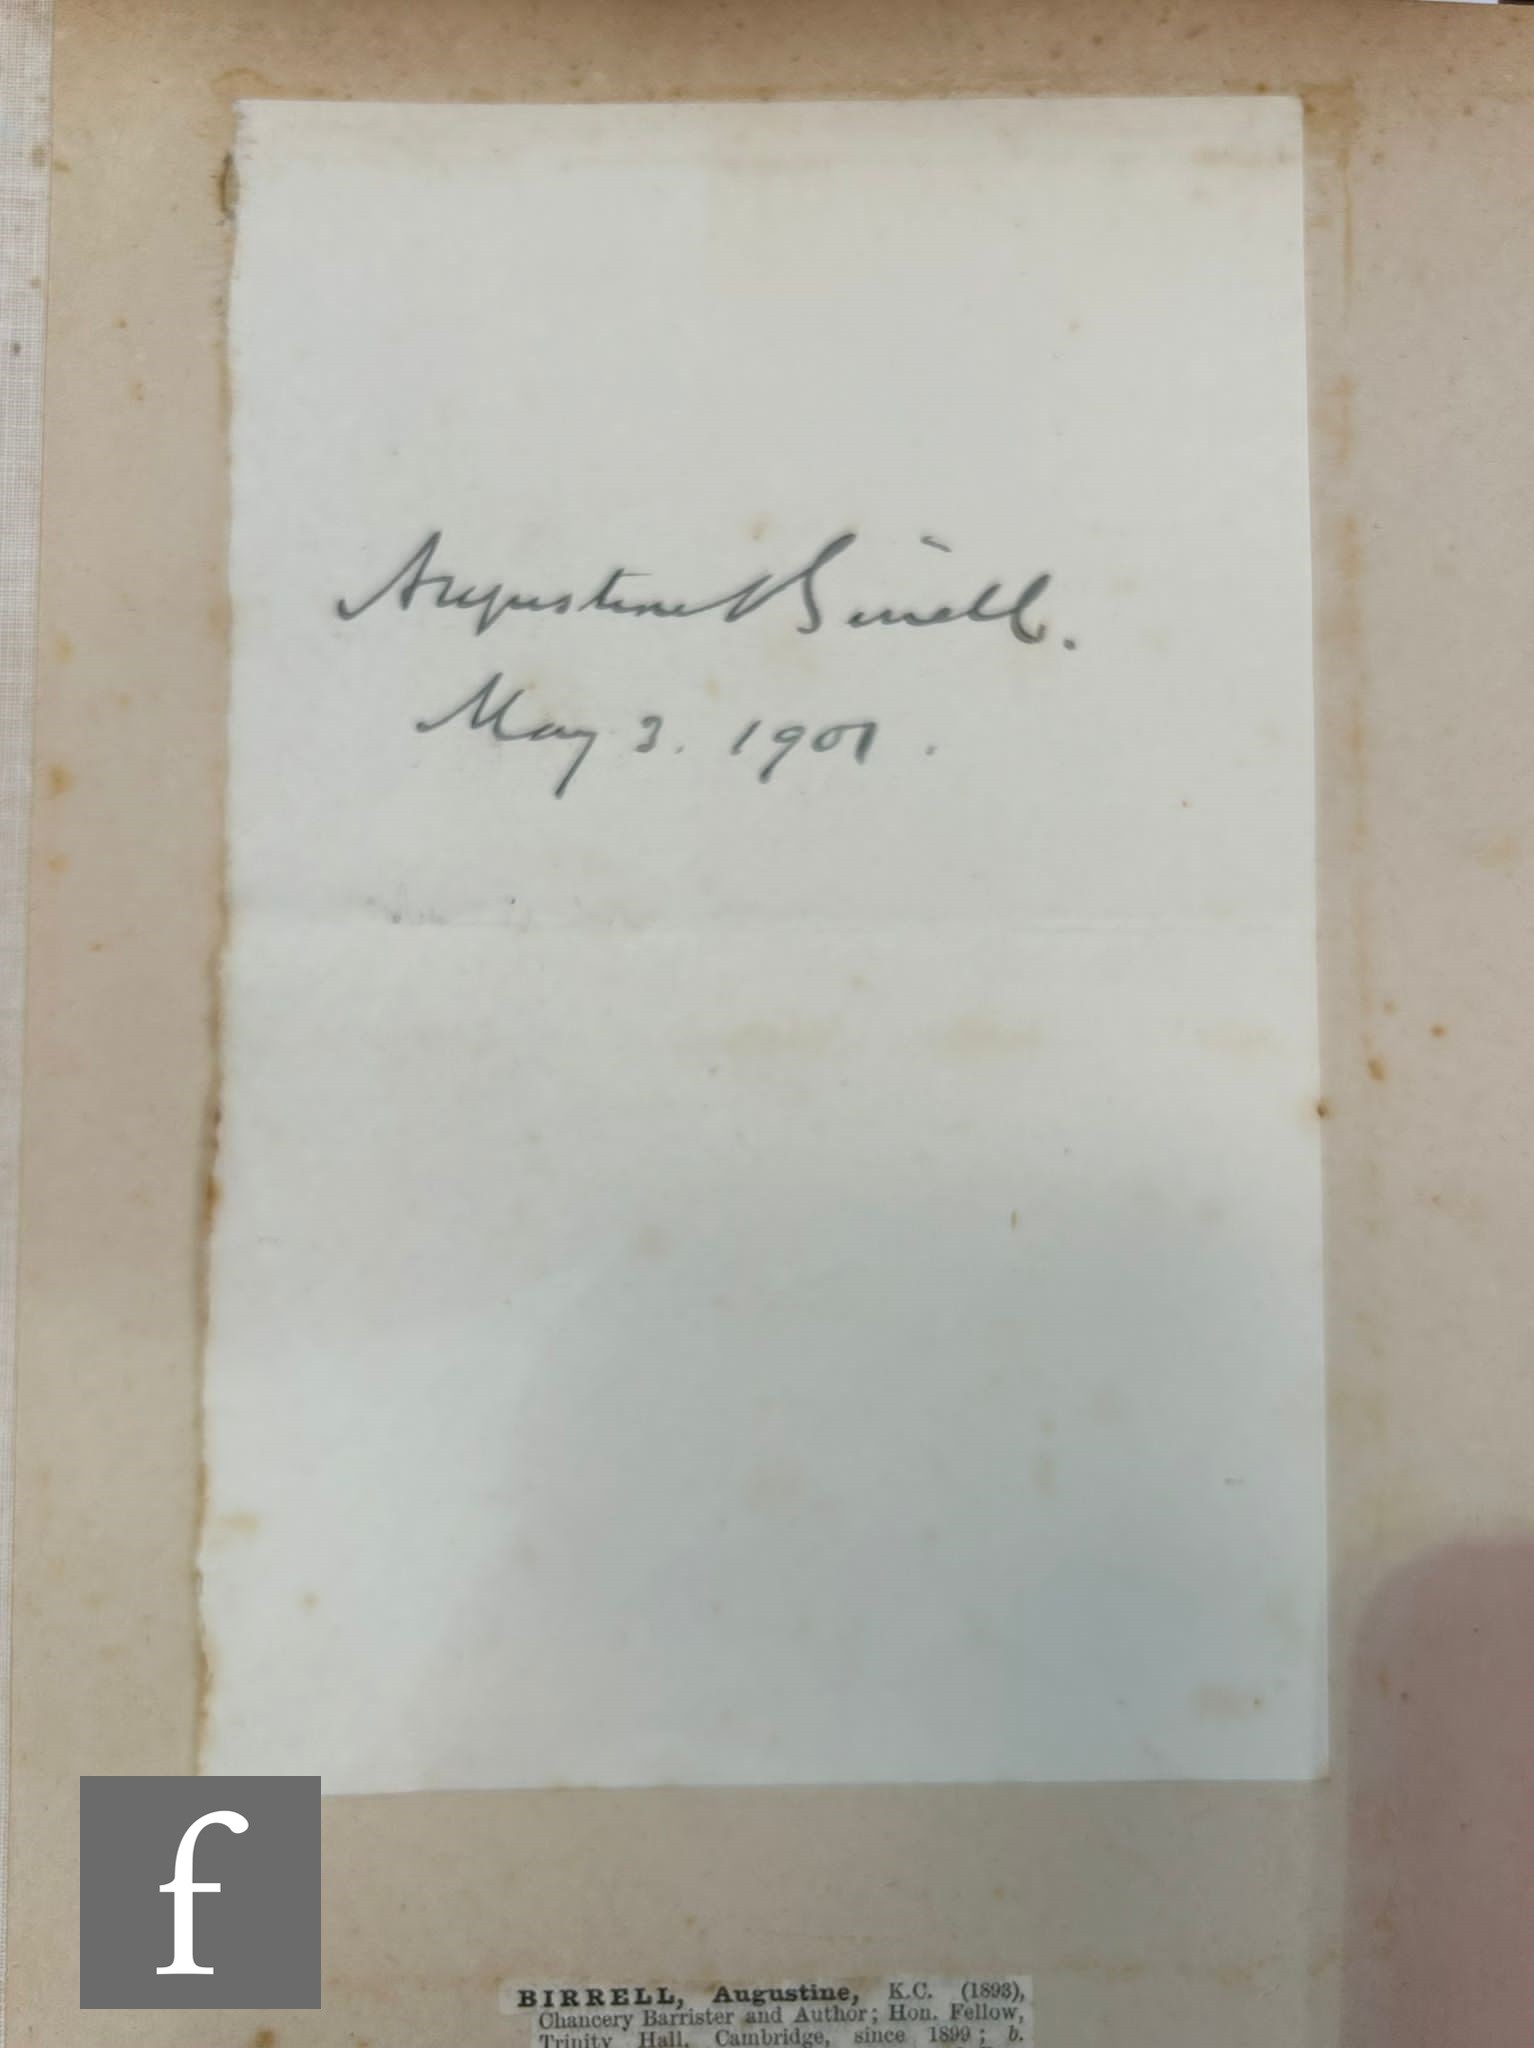 Augustine Birrell.
May 3. 1901.
f
BIRRELL, Augustine, K.C. (1893),
Chancery Barrister and Author; Hon. Fellow,
Trinity Hall, Cambridge, since 1899; b.